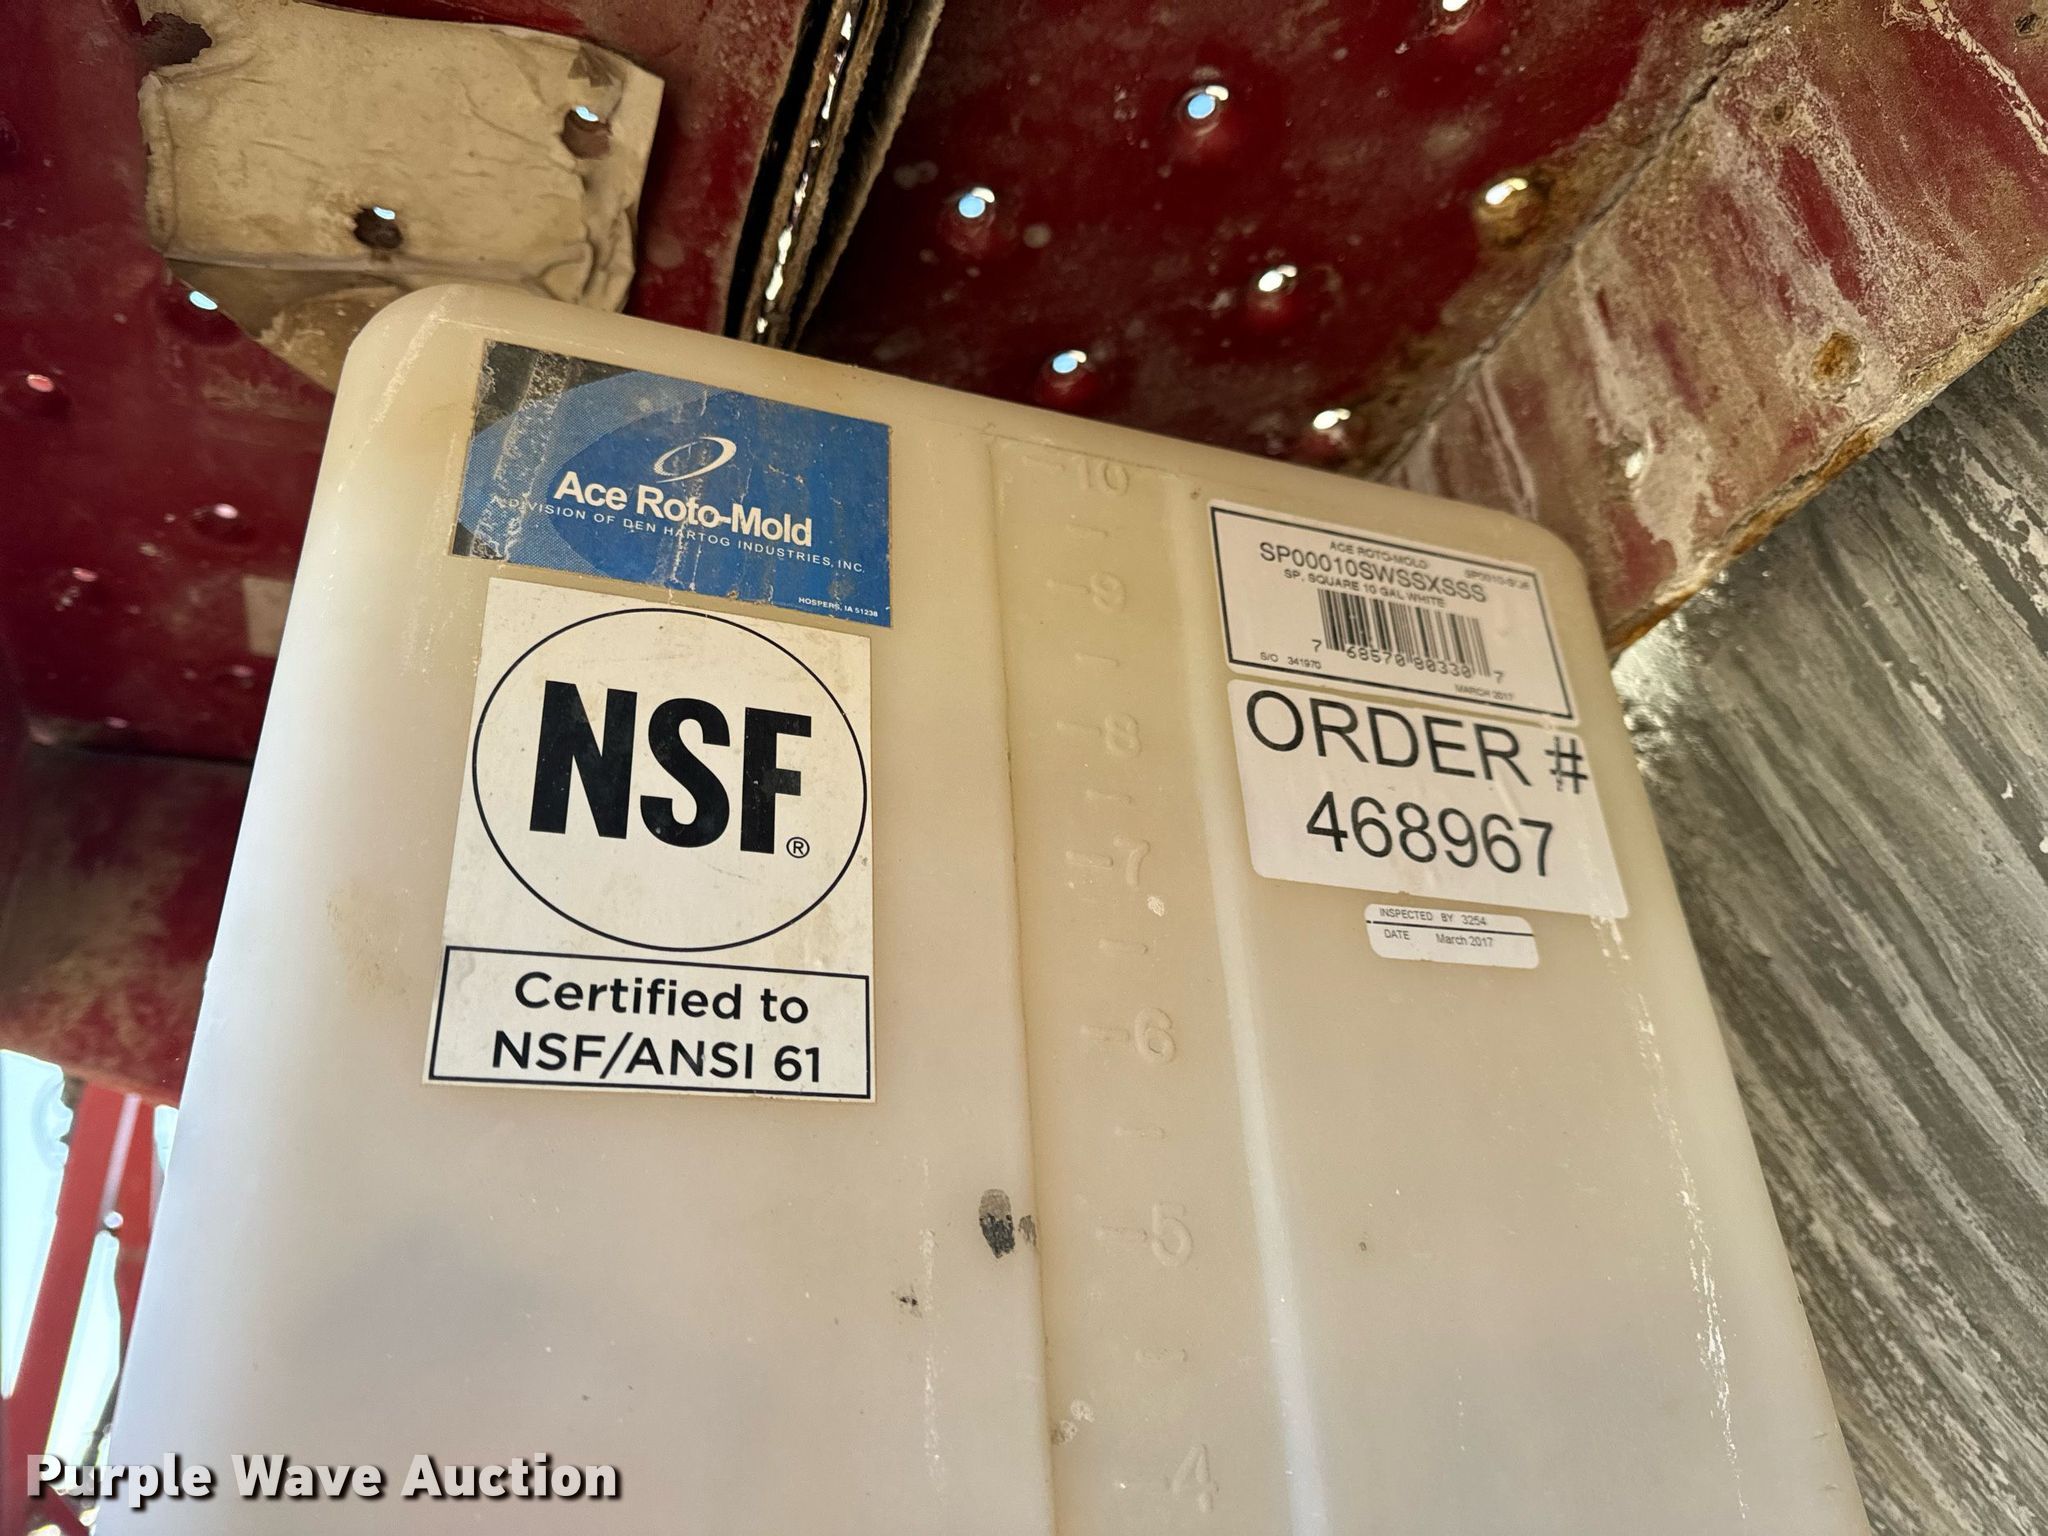 Ace Roto-Mold
A DIVISION OF DEN HARTOG INDUSTRIES, INC.
HOSPERS, IA 51238
NSF®
Certified to
NSF/ANSI 61
10
9
8
7
6
5
4
ACE ROTO-MOLD
SP00010SWSSXSSS
SP, SQUARE 10 GAL WHITE
7 68570 80330 7
S/O 341970
MARCH 2017
ORDER #
468967
INSPECTED BY 3254
DATE March 2017
Purple Wave Auction